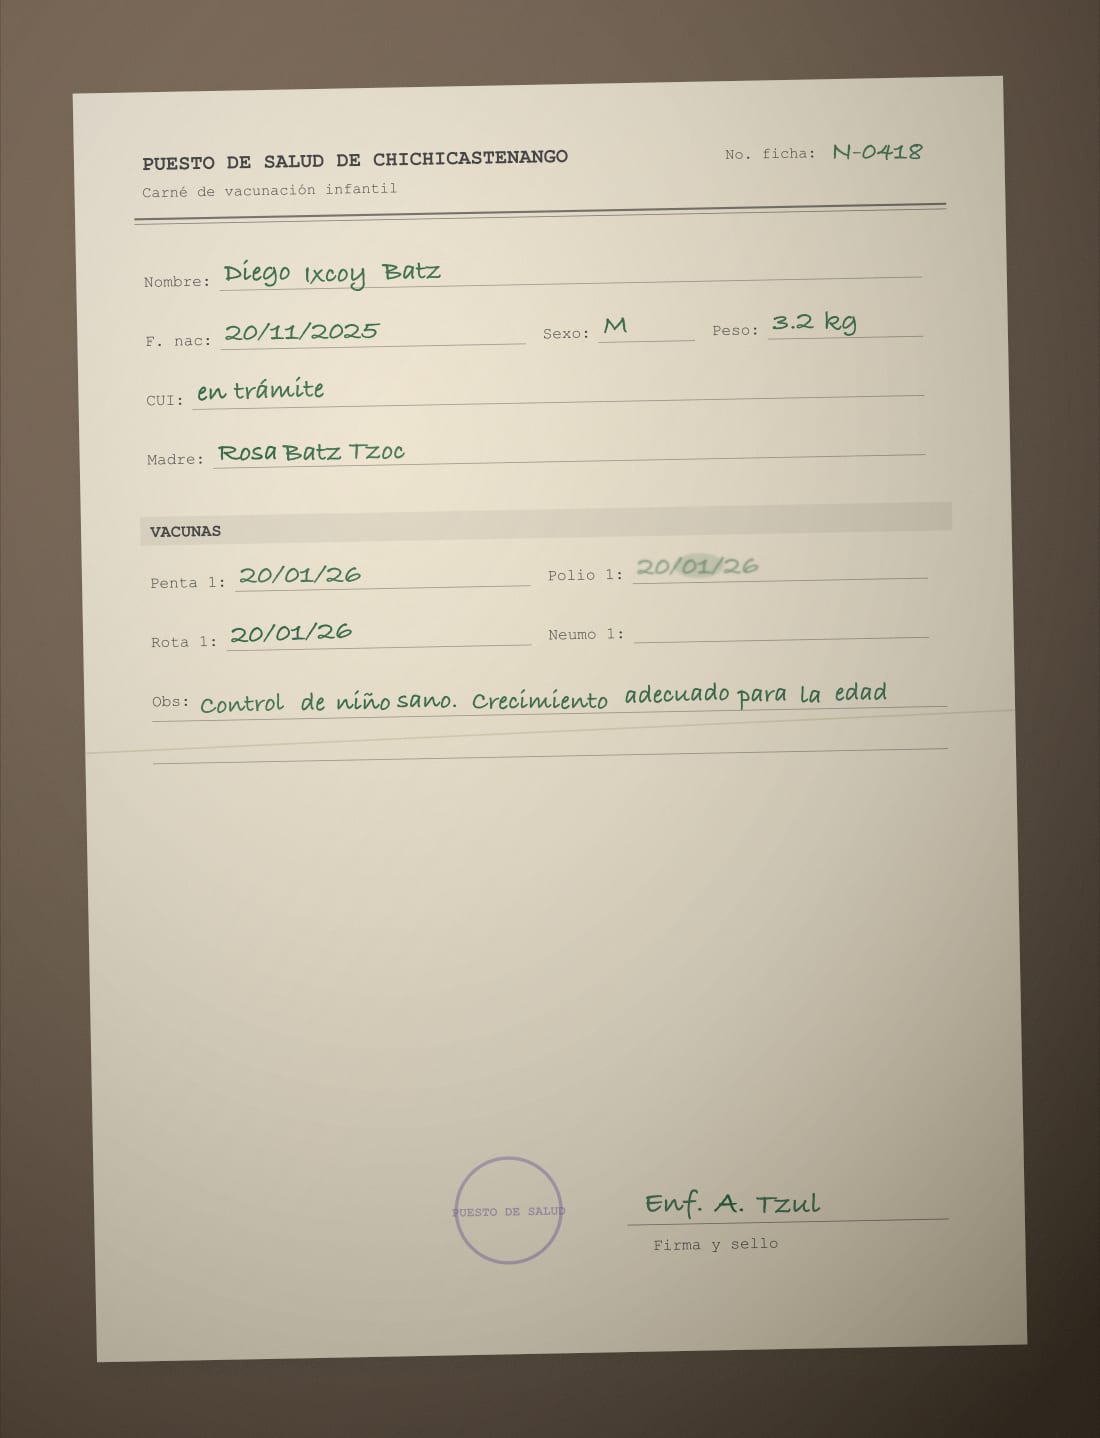 PUESTO DE SALUD DE CHICHICASTENANGO No. ficha: N-0418
Carné de vacunación infantil
Nombre: Diego Ixcoy Batz
F. nac: 20/11/2025 Sexo: M Peso: 3.2 kg
CUI: en trámite
Madre: Rosa Batz Tzoc
VACUNAS
Penta 1: 20/01/26 Polio 1: 20/01/26
Rota 1: 20/01/26 Neumo 1:
Obs: Control de niño sano. Crecimiento adecuado para la edad
PUESTO DE SALUD
Enf. A. Tzul
Firma y sello